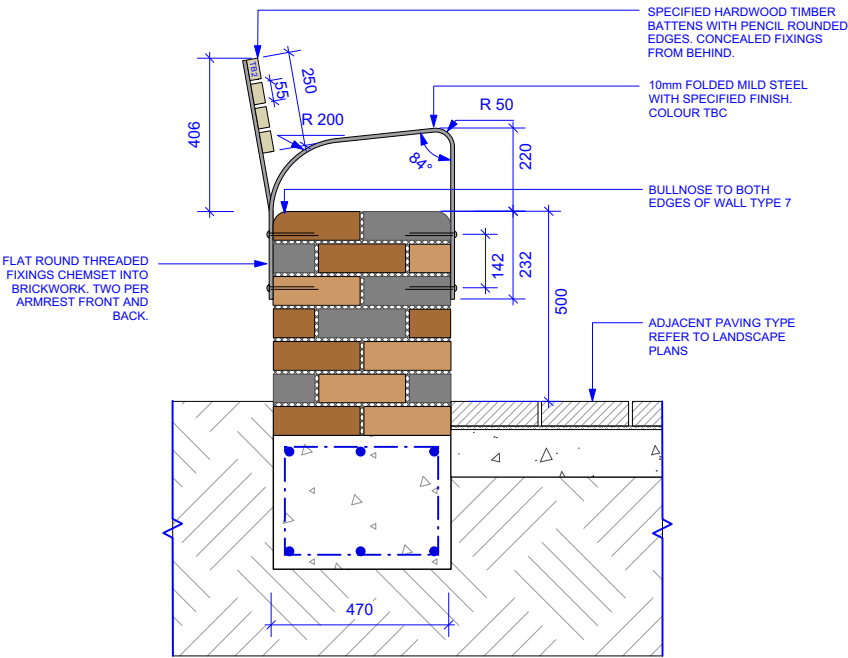 SPECIFIED HARDWOOD TIMBER
BATTENS WITH PENCIL ROUNDED
EDGES. CONCEALED FIXINGS
FROM BEHIND.
TB2
250
55
406
R 200
R 50
84°
220
10mm FOLDED MILD STEEL
WITH SPECIFIED FINISH.
COLOUR TBC
BULLNOSE TO BOTH
EDGES OF WALL TYPE 7
FLAT ROUND THREADED
FIXINGS CHEMSET INTO
BRICKWORK. TWO PER
ARMREST FRONT AND
BACK.
142
232
500
ADJACENT PAVING TYPE
REFER TO LANDSCAPE
PLANS
470